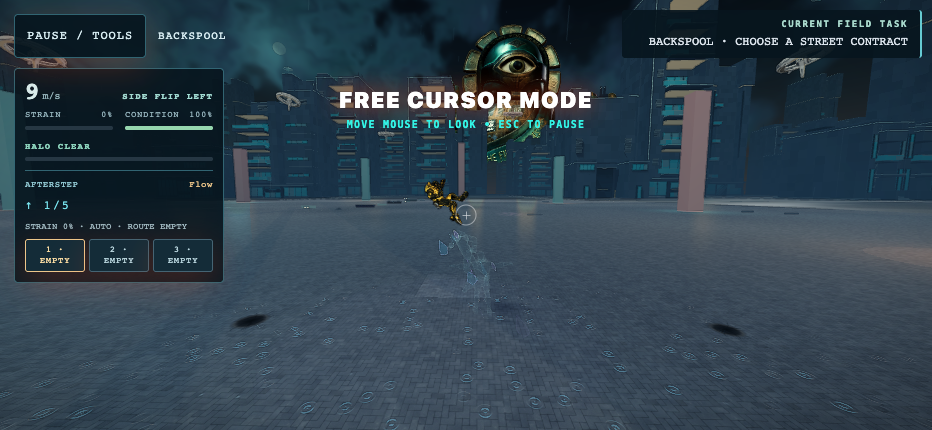 PAUSE / TOOLS
BACKSPOOL
CURRENT FIELD TASK
BACKSPOOL • CHOOSE A STREET CONTRACT
9 m/s
SIDE FLIP LEFT
STRAIN 0%
CONDITION 100%
HALO CLEAR
AFTERSTEP
Flow
↑ 1/5
STRAIN 0% · AUTO · ROUTE EMPTY
1 ·
EMPTY
2 ·
EMPTY
3 ·
EMPTY
FREE CURSOR MODE
MOVE MOUSE TO LOOK • ESC TO PAUSE